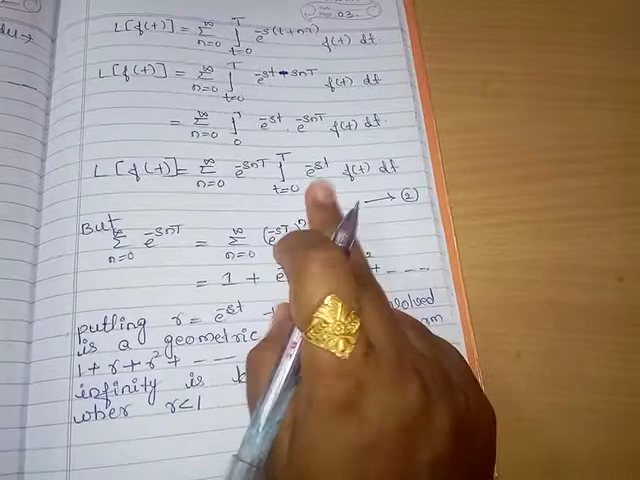 03
L[f(t)] = Σ_{n=0}^{∞} ∫_{t=0}^{T} e^{-s(t+nT)} f(t) dt
L[f(t)] = Σ_{n=0}^{∞} ∫_{t=0}^{T} e^{-st-snT} f(t) dt
= Σ_{n=0}^{∞} ∫_{0}^{T} e^{-st} . e^{-snT} f(t) dt.
L[f(t)] = Σ_{n=0}^{∞} e^{-snT} ∫_{t=0}^{T} e^{-st} f(t) dt
→ ②
But
Σ_{n=0}^{∞} e^{-snT} = Σ_{n=0}^{∞} (e^{-sT})^n
= 1 + e + ---
putting r = e^{-st}
is a geometric
1 + r + r² + ---
infinity is
when r<1